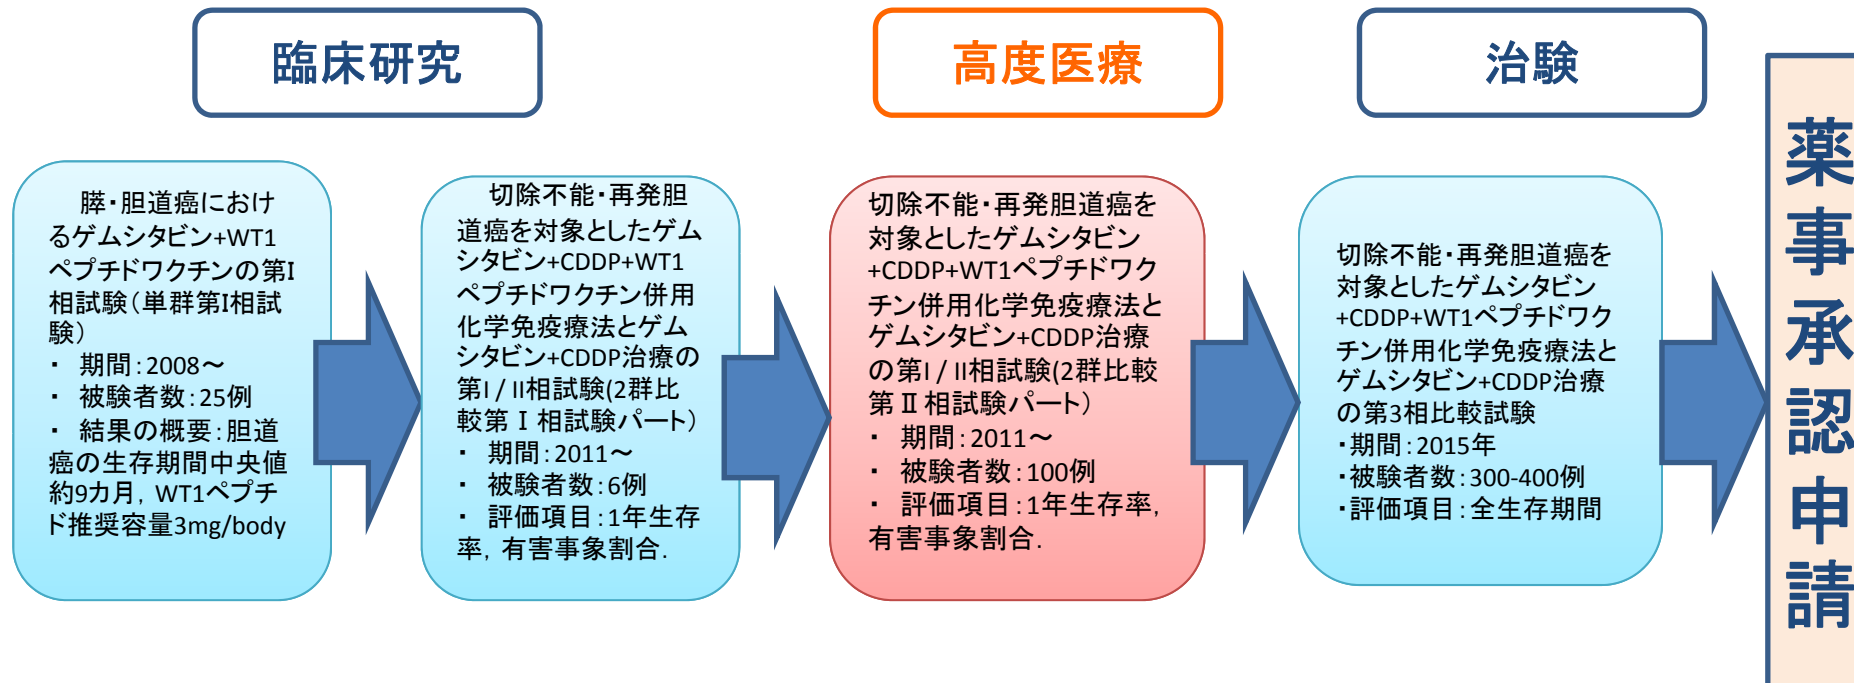 臨床研究
高度医療
治験
膵・胆道癌におけ
るゲムシタビン+WT1
ペプチドワクチンの第I
相試験（単群第I相試
験）
・ 期間：2008～
・ 被験者数：25例
・ 結果の概要：胆道
癌の生存期間中央値
約9カ月，WT1ペプチ
ド推奨容量3mg/body
切除不能・再発胆
道癌を対象としたゲム
シタビン+CDDP+WT1
ペプチドワクチン併用
化学免疫療法とゲム
シタビン+CDDP治療の
第I / II相試験(2群比
較第 Ⅰ 相試験パート）
・ 期間：2011～
・ 被験者数：6例
・ 評価項目：1年生存
率，有害事象割合.
切除不能・再発胆道癌を
対象としたゲムシタビン
+CDDP+WT1ペプチドワク
チン併用化学免疫療法と
ゲムシタビン+CDDP治療
の第I / II相試験(2群比較
第 Ⅱ 相試験パート）
・ 期間：2011～
・ 被験者数：100例
・ 評価項目：1年生存率，
有害事象割合.
切除不能・再発胆道癌を
対象としたゲムシタビン
+CDDP+WT1ペプチドワク
チン併用化学免疫療法と
ゲムシタビン+CDDP治療
の第3相比較試験
・期間：2015年
・被験者数：300-400例
・評価項目：全生存期間
薬事承認申請